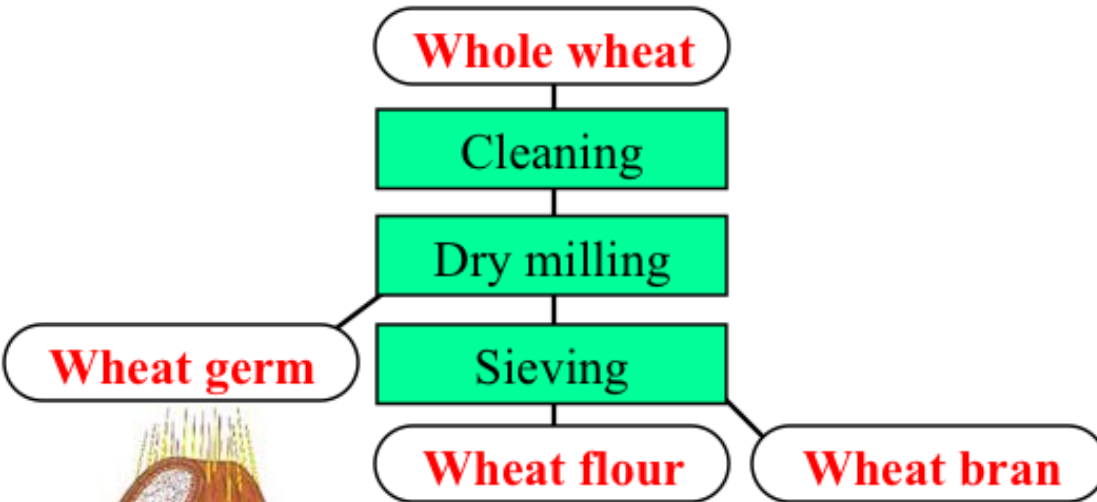 Whole wheat
Cleaning
Dry milling
Wheat germ
Sieving
Wheat flour
Wheat bran